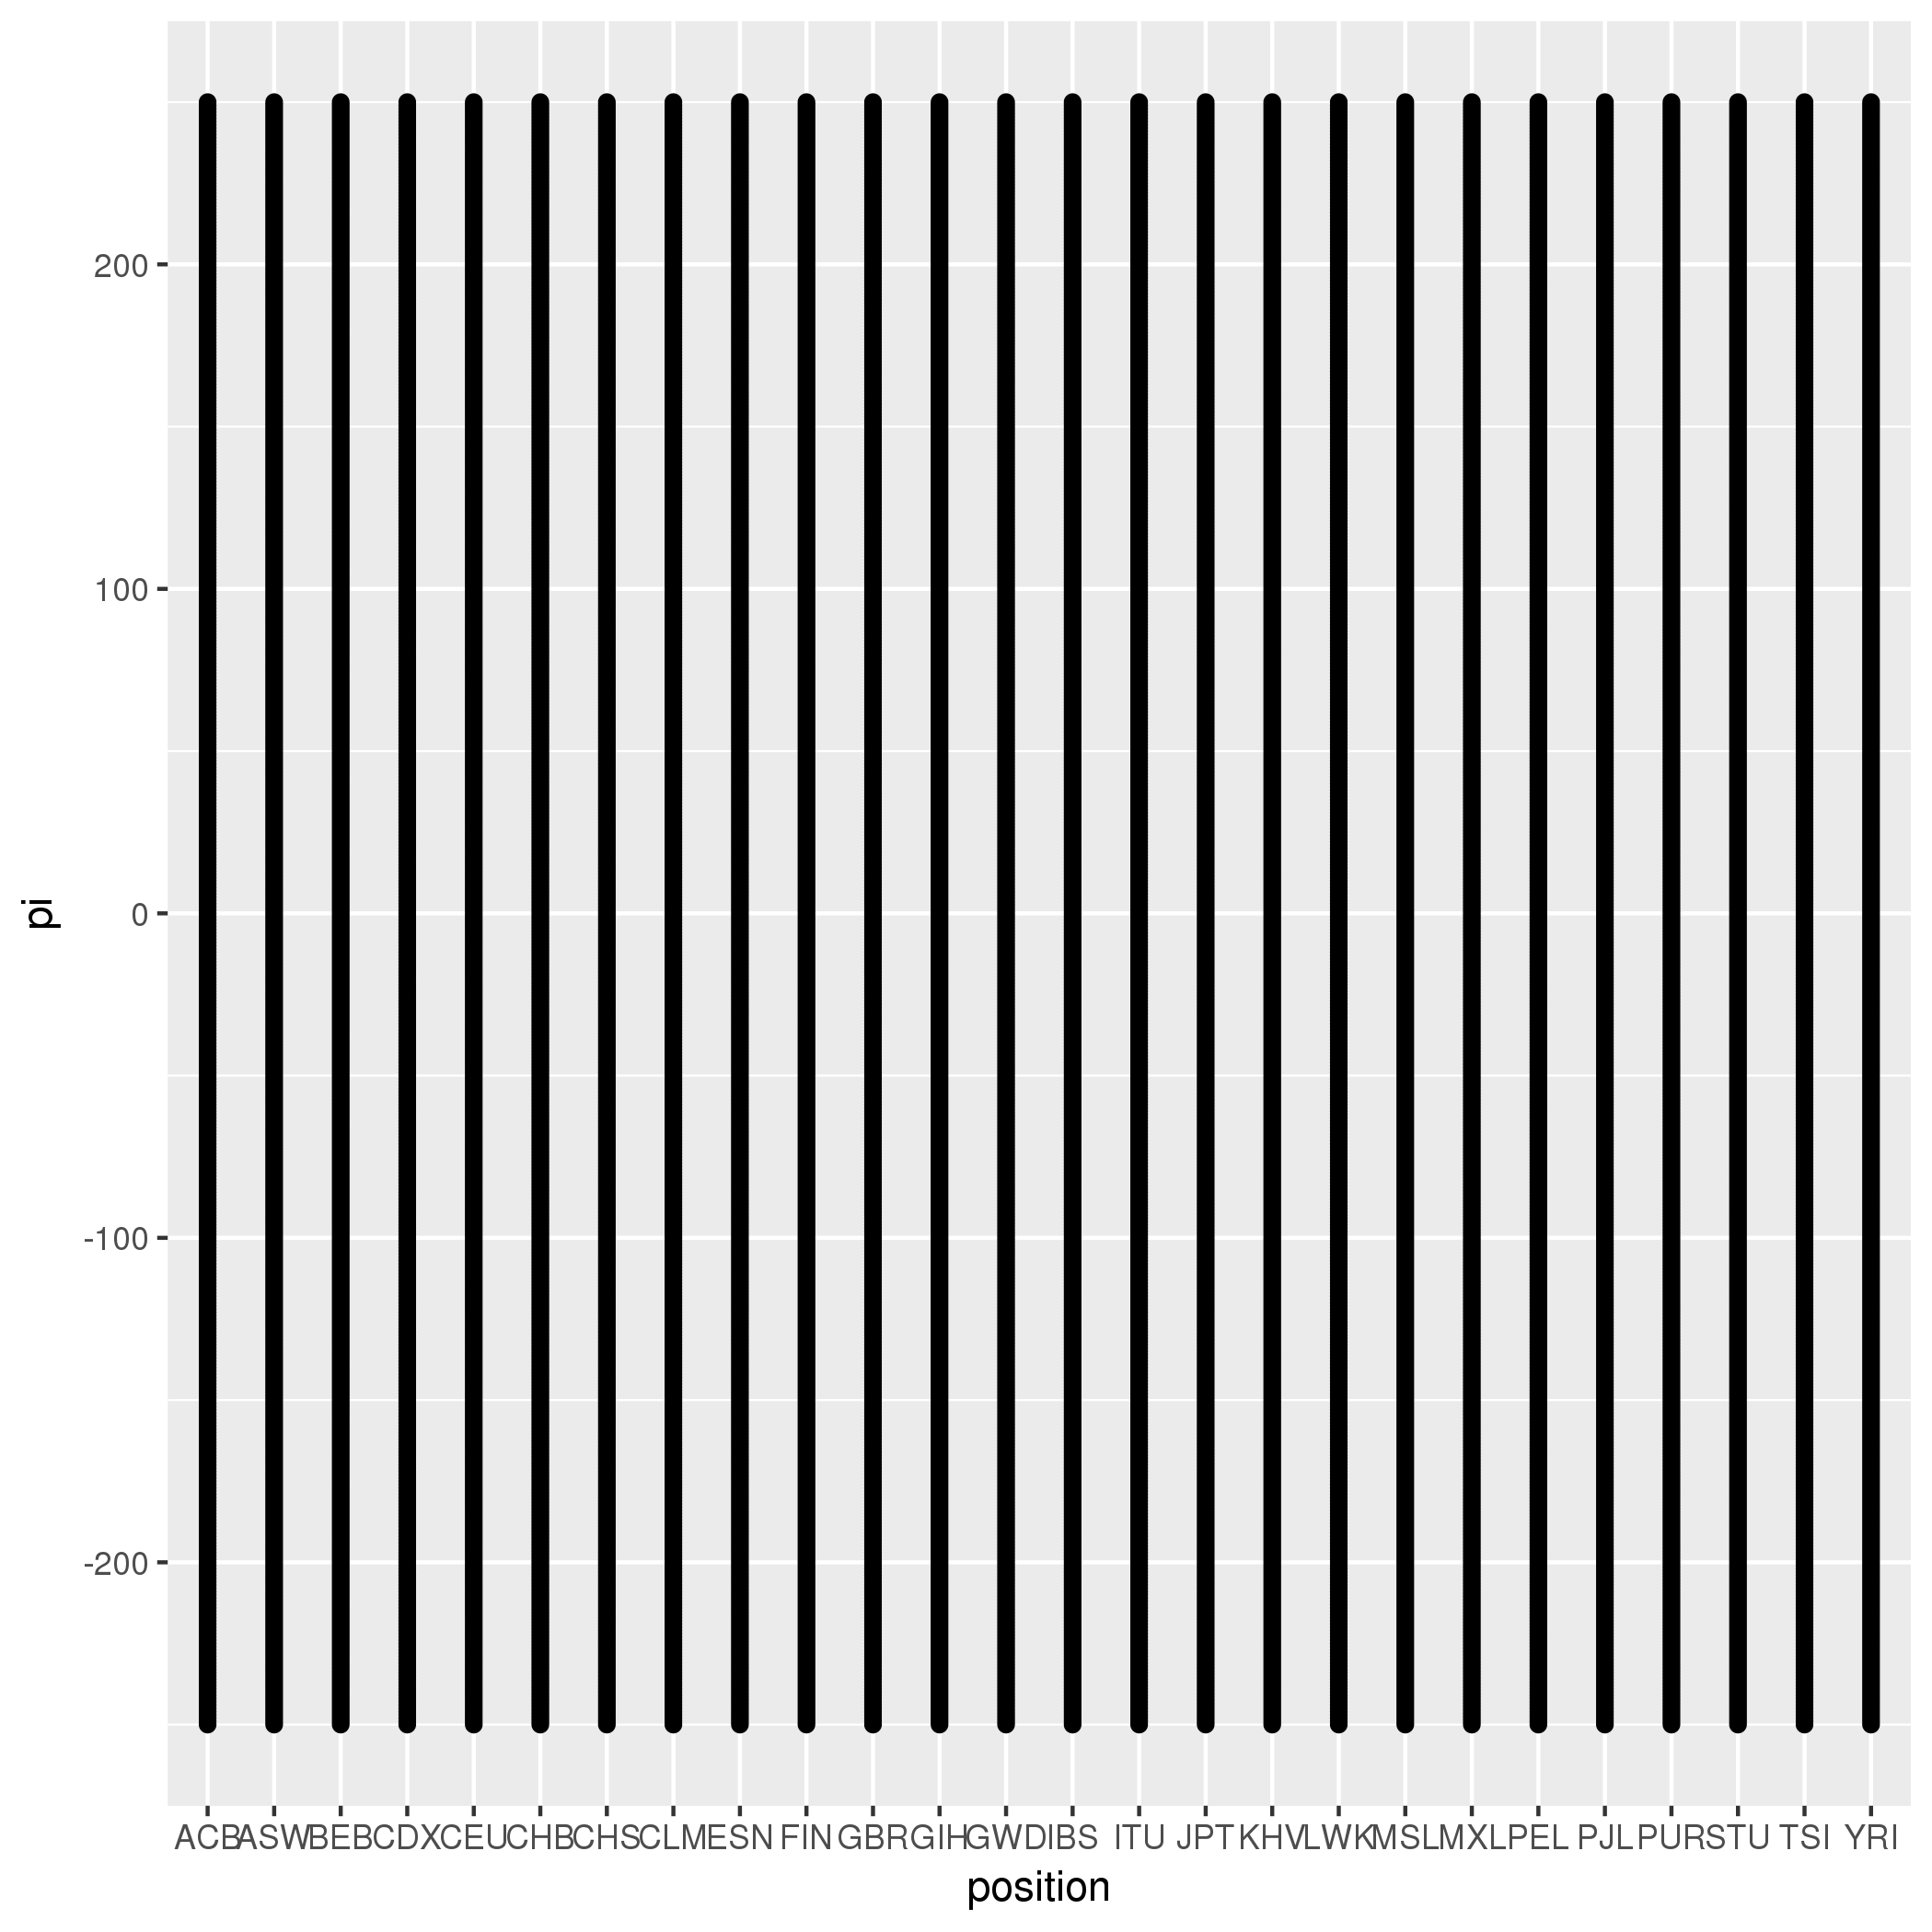 pi
200
100
0
-100
-200
ACB ASW BEB CDX CEU CHB CHS CLM ESN FIN GBR GIH GWD IBS ITU JPT KHV LWK MSL MXL PEL PJL PUR STU TSI YRI
position